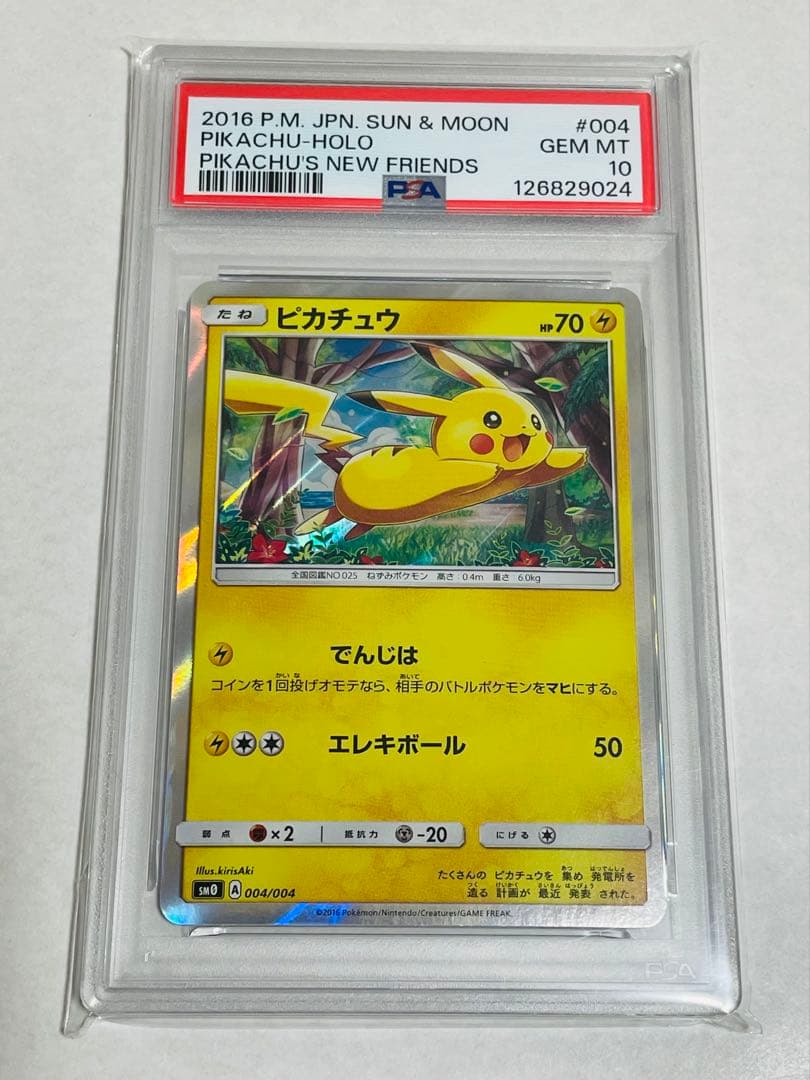 2016 P.M. JPN. SUN & MOON #004
PIKACHU-HOLO GEM MT
PIKACHU'S NEW FRIENDS 10
PSA 126829024
たね ピカチュウ HP70
全国図鑑NO.025 ねずみポケモン 高さ:0.4m 重さ:6.0kg
でんじは
コインを1回投げオモテなら、相手のバトルポケモンをマヒにする。
エレキボール 50
弱点 ×2 抵抗力 -20 にげる
Illus.kirisAki
たくさんの ピカチュウを 集め 発電所を
造る 計画が 最近 発表 された。
SM0 A 004/004
©2016 Pokémon/Nintendo/Creatures/GAME FREAK.
PSA